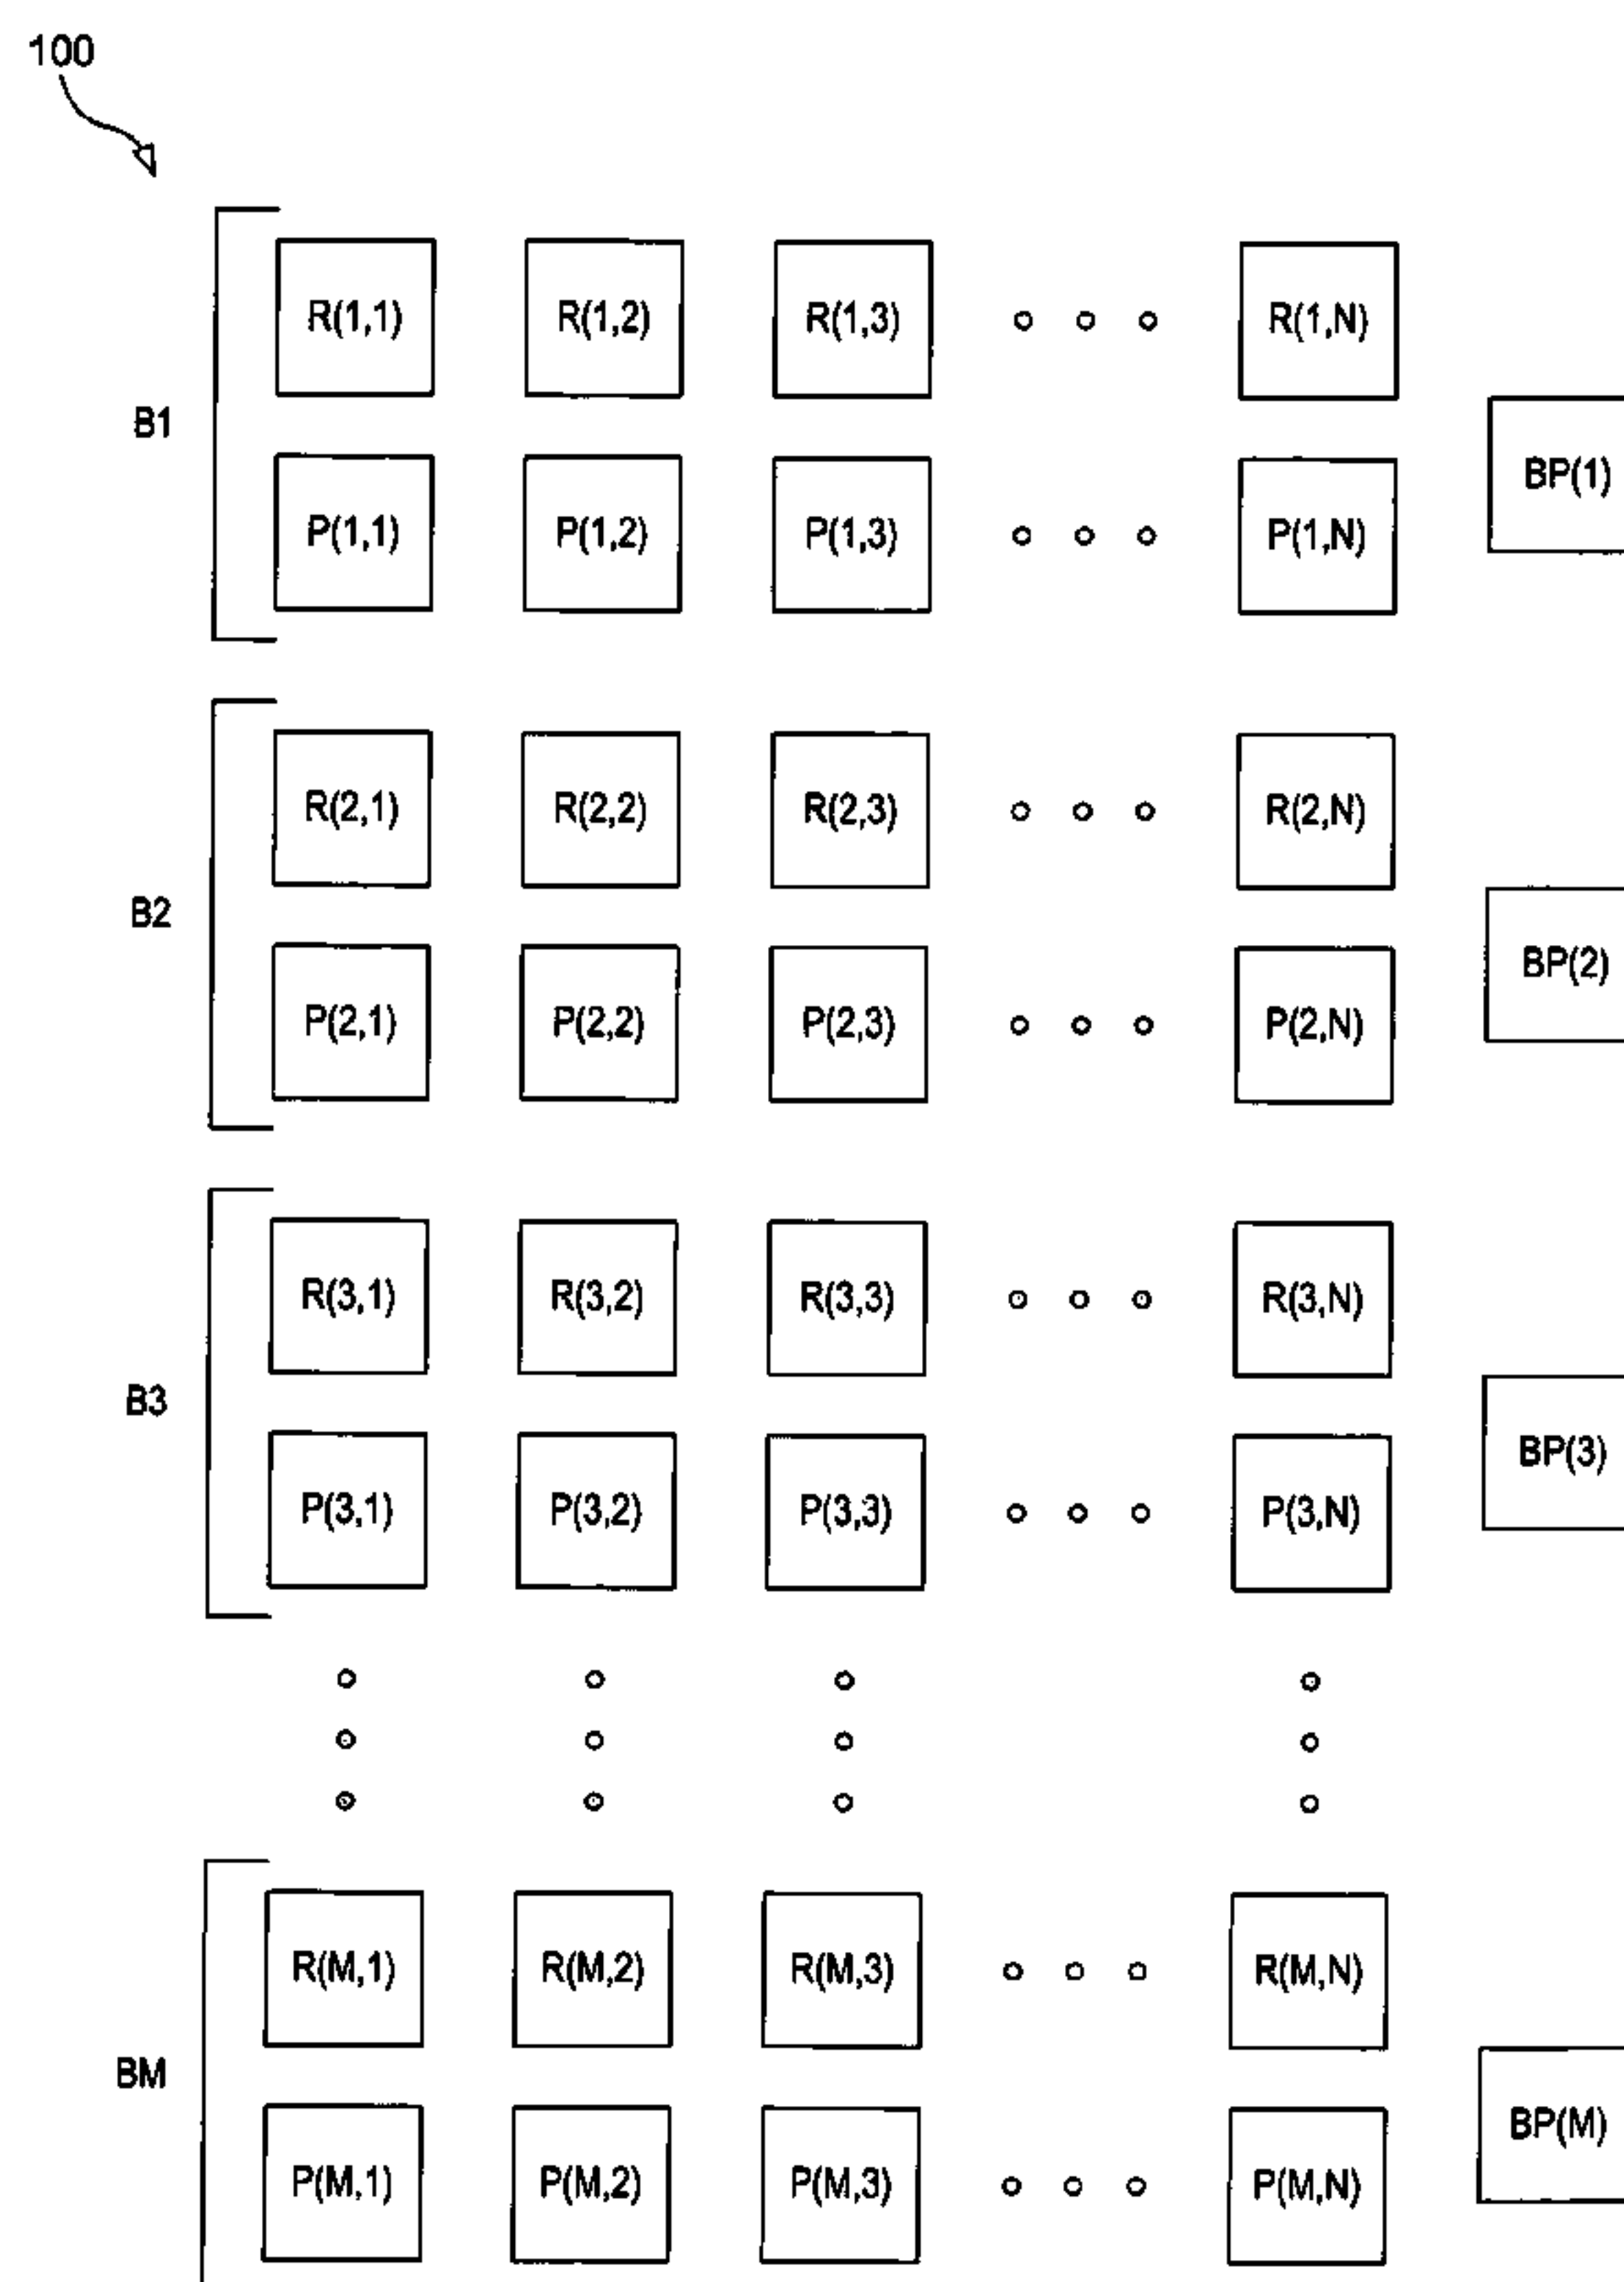 100
R(1,1) R(1,2) R(1,3) R(1,N)
B1 BP(1)
P(1,1) P(1,2) P(1,3) P(1,N)
R(2,1) R(2,2) R(2,3) R(2,N)
B2 BP(2)
P(2,1) P(2,2) P(2,3) P(2,N)
R(3,1) R(3,2) R(3,3) R(3,N)
B3 BP(3)
P(3,1) P(3,2) P(3,3) P(3,N)
R(M,1) R(M,2) R(M,3) R(M,N)
BM BP(M)
P(M,1) P(M,2) P(M,3) P(M,N)